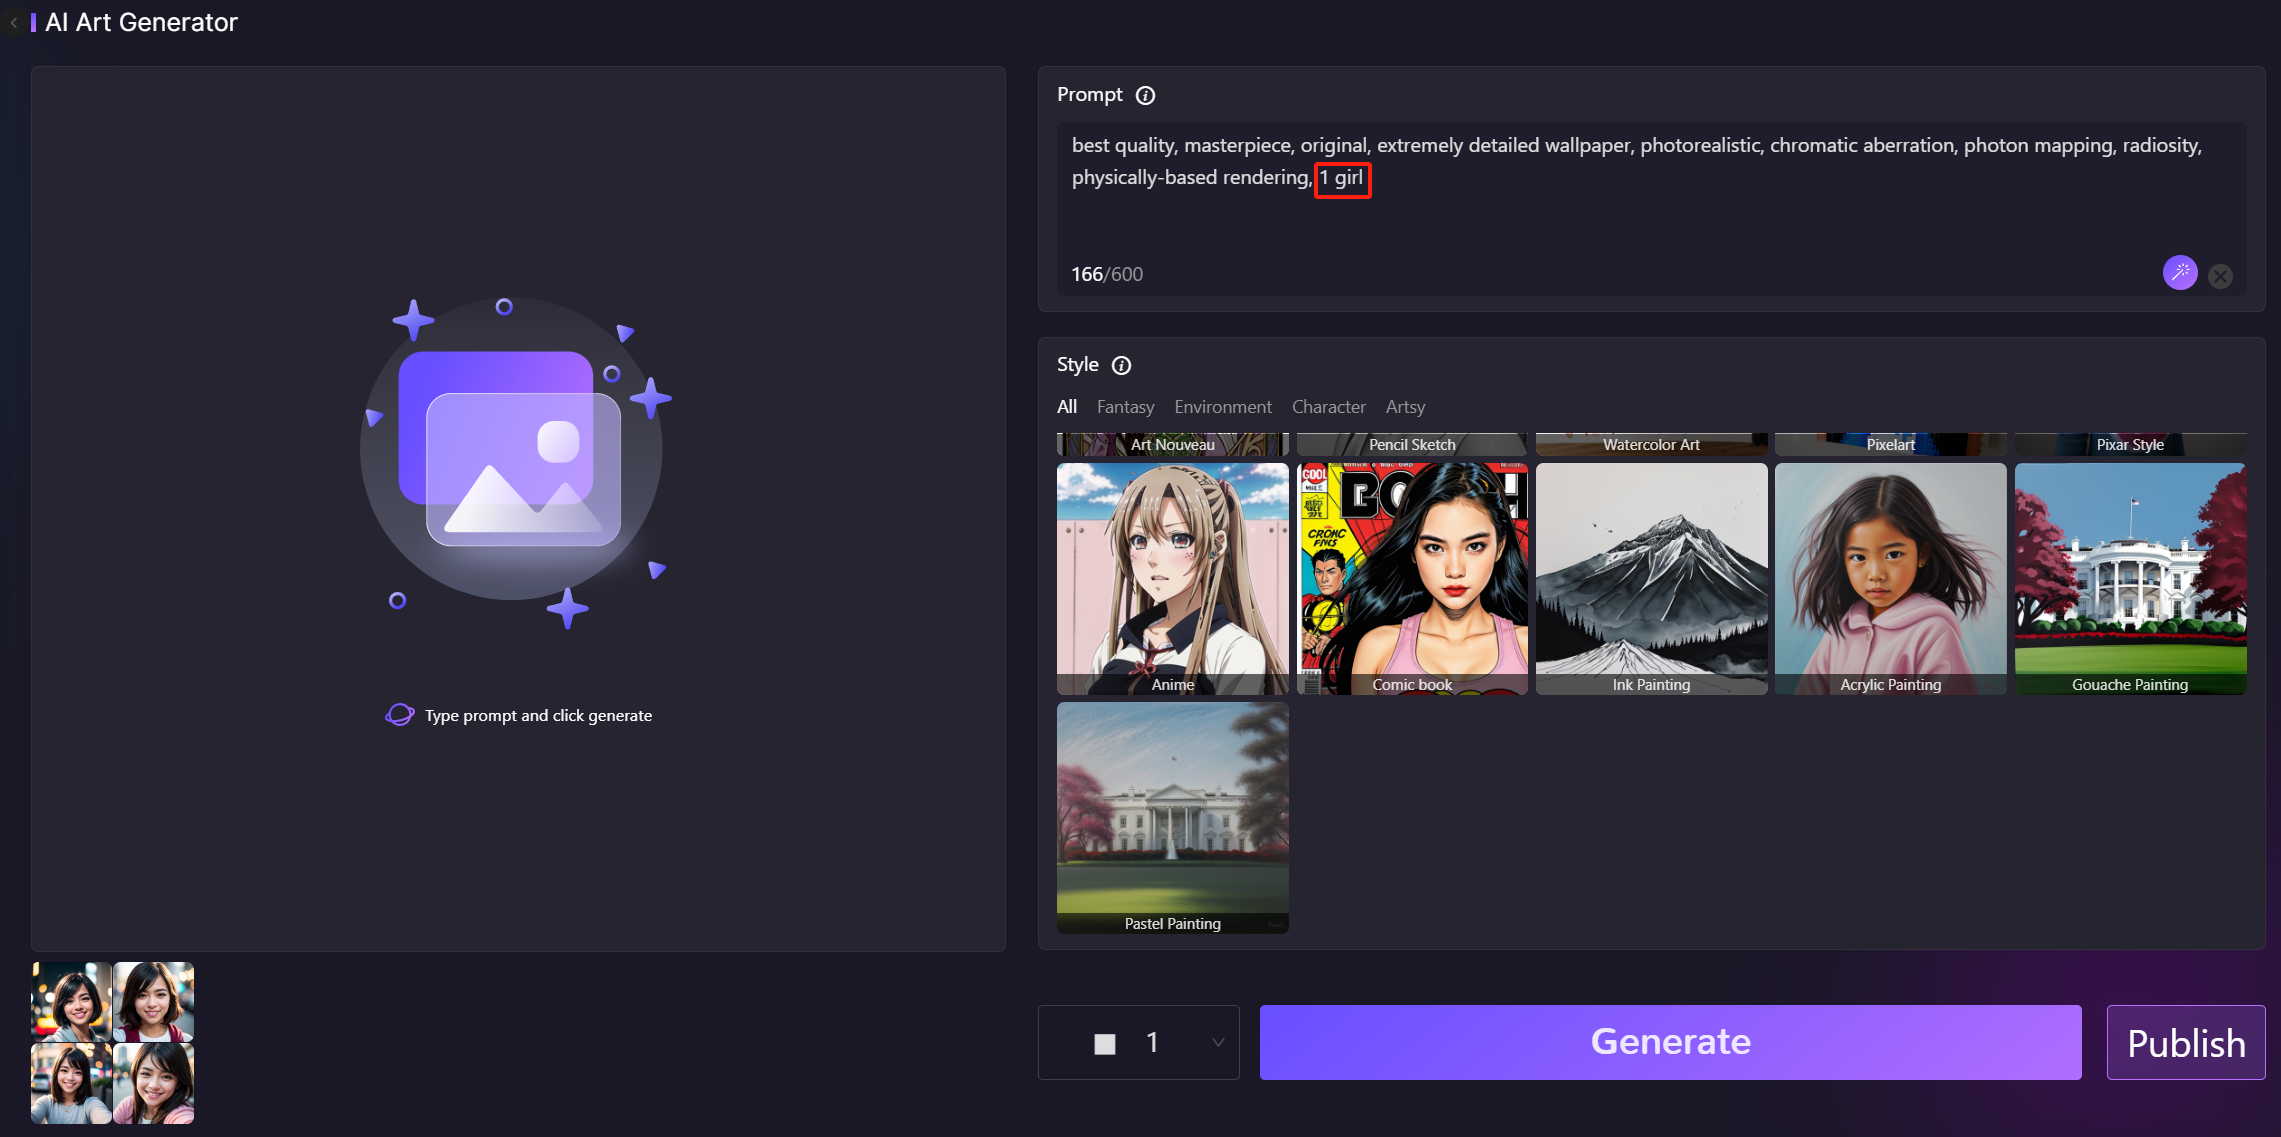 AI Art Generator
Prompt
best quality, masterpiece, original, extremely detailed wallpaper, photorealistic, chromatic aberration, photon mapping, radiosity,
physically-based rendering, 1 girl
166/600
Style
All Fantasy Environment Character Artsy
Art Nouveau Pencil Sketch Watercolor Art Pixelart Pixar Style
COOL
CRONC
Anime Comic book Ink Painting Acrylic Painting Gouache Painting
Pastel Painting
Type prompt and click generate
1
Generate
Publish